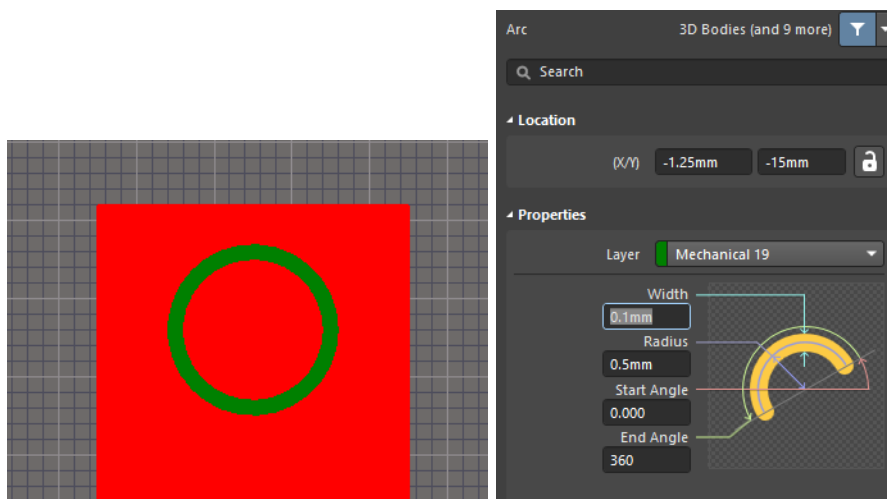 Arc 3D Bodies (and 9 more)
Search
Location
(X/Y) -1.25mm -15mm
Properties
Layer Mechanical 19
Width
0.1mm
Radius
0.5mm
Start Angle
0.000
End Angle
360